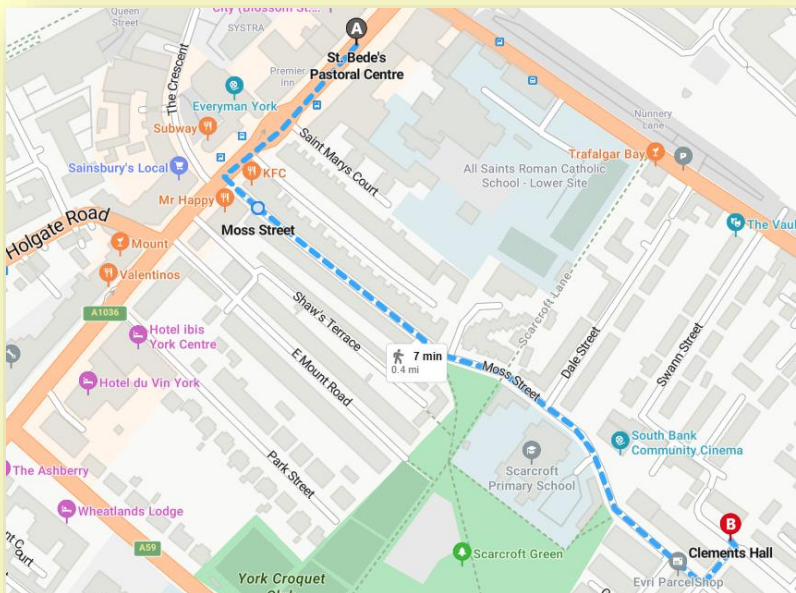 City (Blossom St....
Queen
Street
SYSTRA
A
St. Bede's
Pastoral Centre
Premier
Inn
The Crescent
Everyman York
Subway
Saint Marys Court
Nunnery
Lane
Sainsbury's Local
KFC
All Saints Roman Catholic
School - Lower Site
Trafalgar Bay
P
Mr Happy
Holgate Road
Moss Street
The Vaul
Mount
Valentinos
A1036
Hotel ibis
York Centre
Shaw's Terrace
Scarcroft Lane
Dale Street
Swann Street
7 min
0.4 mi
Moss Street
E Mount Road
Hotel du Vin York
Park Street
South Bank
Community Cinema
Scarcroft
Primary School
The Ashberry
Wheatlands Lodge
B
Clements Hall
A59
Court
Scarcroft Green
Evri ParcelShop
York Croquet